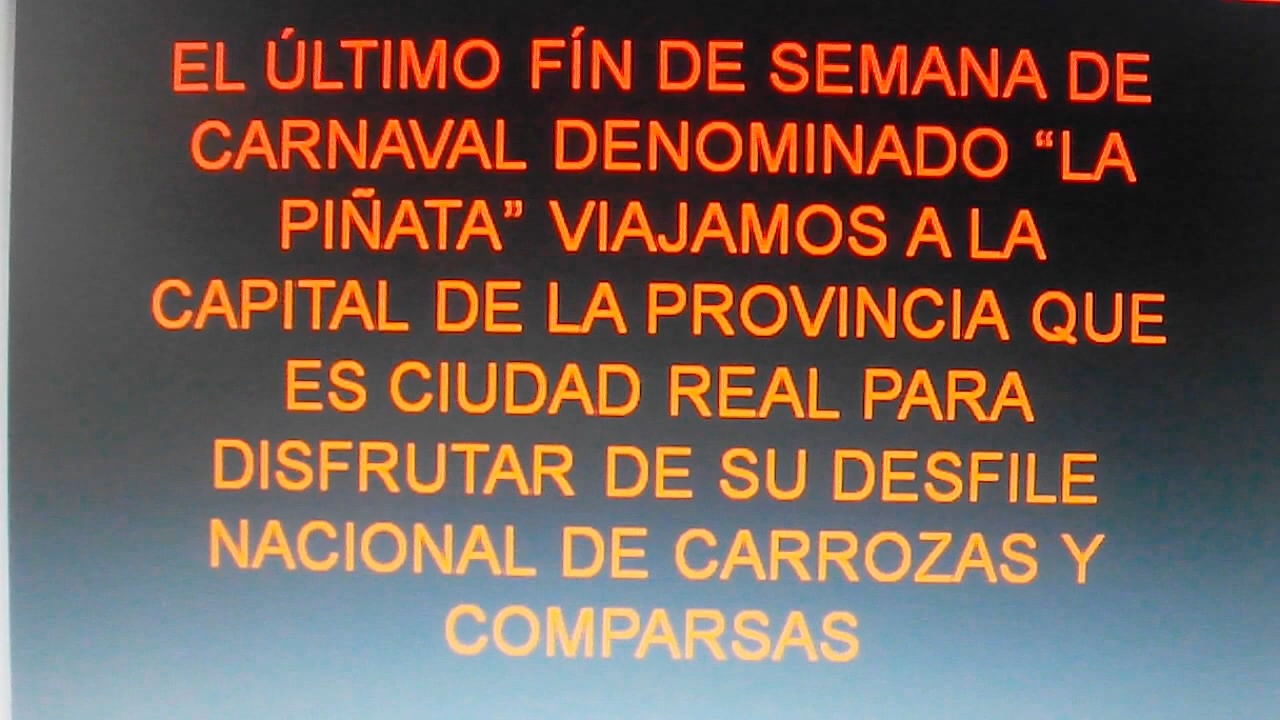 EL ÚLTIMO FÍN DE SEMANA DE
CARNAVAL DENOMINADO “LA
PIÑATA” VIAJAMOS A LA
CAPITAL DE LA PROVINCIA QUE
ES CIUDAD REAL PARA
DISFRUTAR DE SU DESFILE
NACIONAL DE CARROZAS Y
COMPARSAS